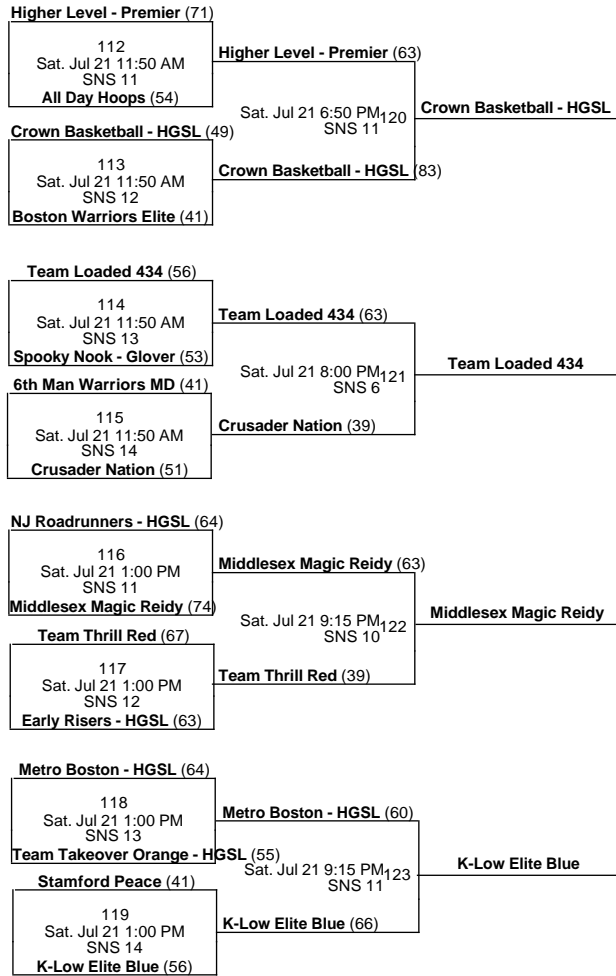 Higher Level - Premier (71)
112
Sat. Jul 21 11:50 AM
SNS 11
All Day Hoops (54)
Higher Level - Premier (63)
Sat. Jul 21 6:50 PM 120
SNS 11
Crown Basketball - HGSL
Crown Basketball - HGSL (49)
113
Sat. Jul 21 11:50 AM
SNS 12
Boston Warriors Elite (41)
Crown Basketball - HGSL (83)
Team Loaded 434 (56)
114
Sat. Jul 21 11:50 AM
SNS 13
Spooky Nook - Glover (53)
Team Loaded 434 (63)
Sat. Jul 21 8:00 PM 121
SNS 6
Team Loaded 434
6th Man Warriors MD (41)
115
Sat. Jul 21 11:50 AM
SNS 14
Crusader Nation (51)
Crusader Nation (39)
NJ Roadrunners - HGSL (64)
116
Sat. Jul 21 1:00 PM
SNS 11
Middlesex Magic Reidy (74)
Middlesex Magic Reidy (63)
Sat. Jul 21 9:15 PM 122
SNS 10
Middlesex Magic Reidy
Team Thrill Red (67)
117
Sat. Jul 21 1:00 PM
SNS 12
Early Risers - HGSL (63)
Team Thrill Red (39)
Metro Boston - HGSL (64)
118
Sat. Jul 21 1:00 PM
SNS 13
Team Takeover Orange - HGSL (55)
Metro Boston - HGSL (60)
Sat. Jul 21 9:15 PM 123
SNS 11
K-Low Elite Blue
Stamford Peace (41)
119
Sat. Jul 21 1:00 PM
SNS 14
K-Low Elite Blue (56)
K-Low Elite Blue (66)